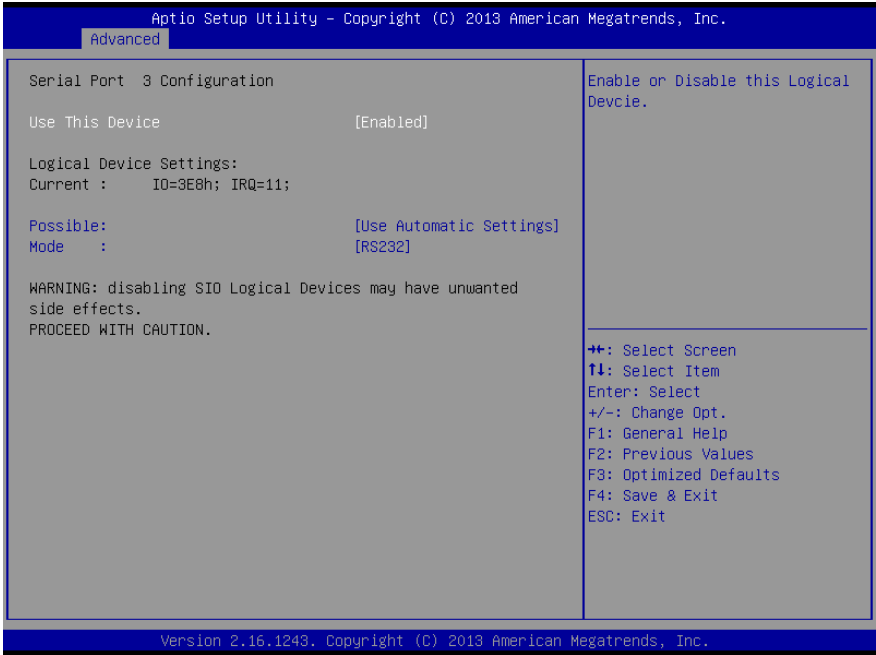 Aptio Setup Utility – Copyright (C) 2013 American Megatrends, Inc.
Advanced
Serial Port  3 Configuration
Use This Device [Enabled]
Logical Device Settings:
Current :     IO=3E8h; IRQ=11;
Possible: [Use Automatic Settings]
Mode    : [RS232]
WARNING: disabling SIO Logical Devices may have unwanted
side effects.
PROCEED WITH CAUTION.
Enable or Disable this Logical
Devcie.
→←: Select Screen
↑↓: Select Item
Enter: Select
+/-: Change Opt.
F1: General Help
F2: Previous Values
F3: Optimized Defaults
F4: Save & Exit
ESC: Exit
Version 2.16.1243. Copyright (C) 2013 American Megatrends, Inc.